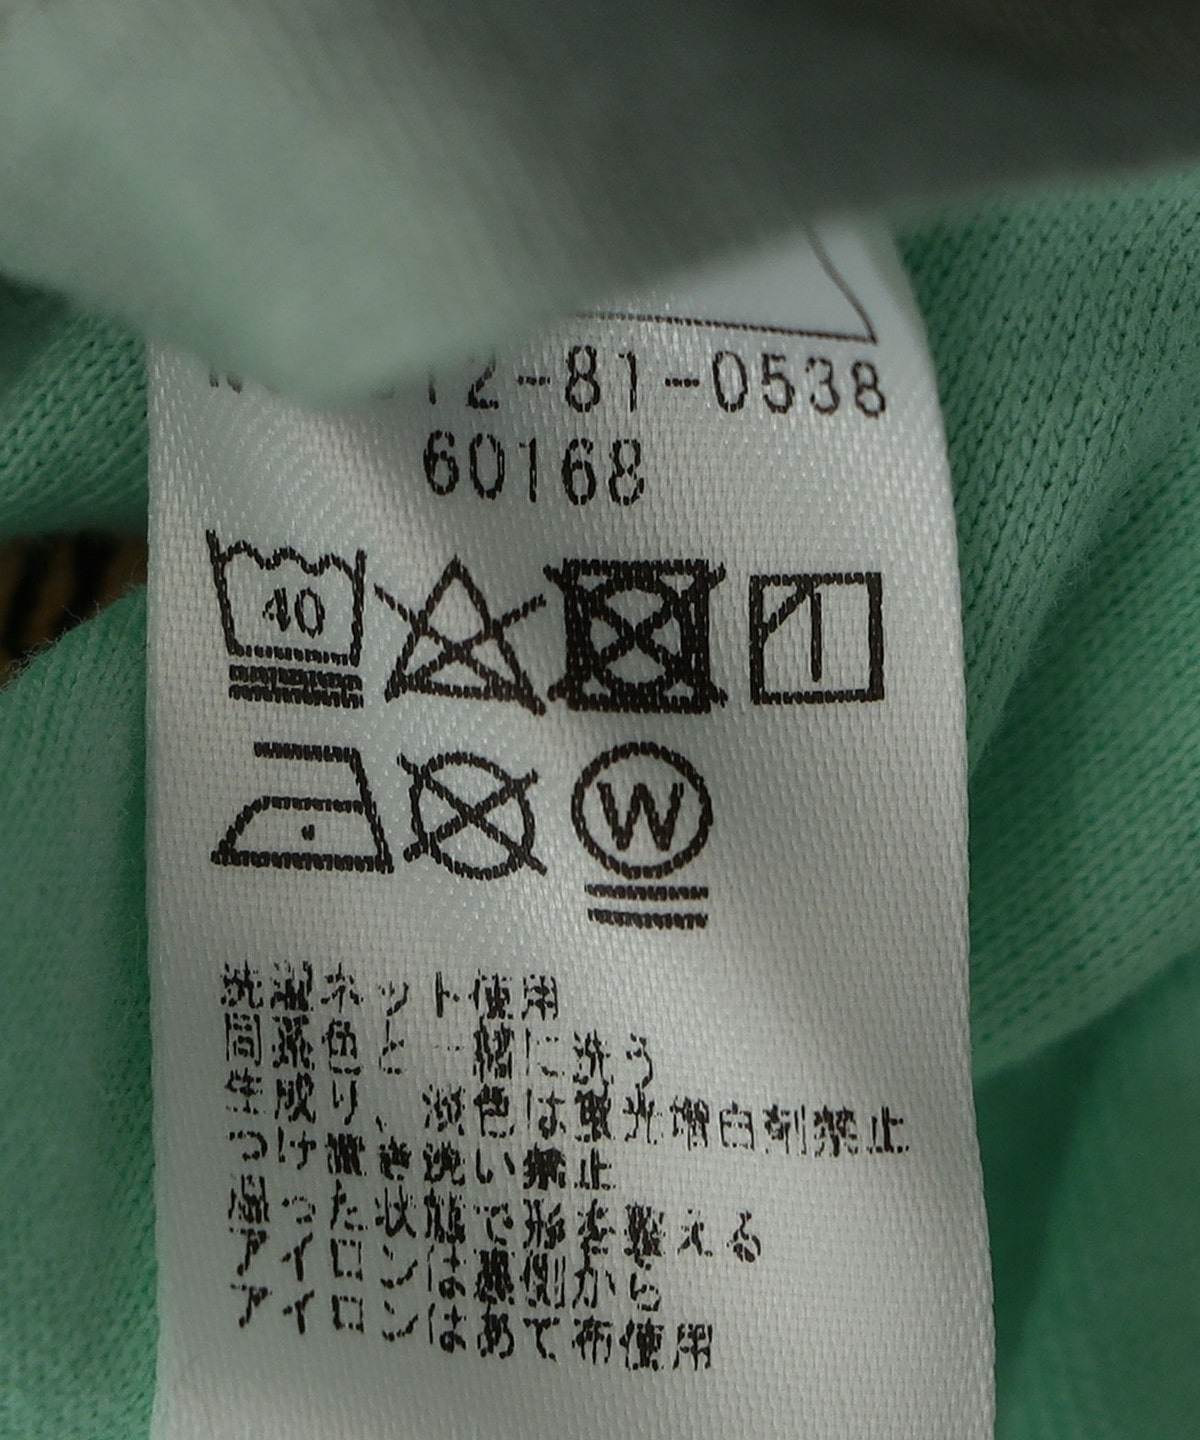 12-81-0538
60168
40
W
洗濯ネット使用
同系色と一緒に洗う
生成り、淡色は蛍光増白剤禁止
つけ置き洗い禁止
湿った状態で形を整える
アイロンは裏側から
アイロンはあて布使用